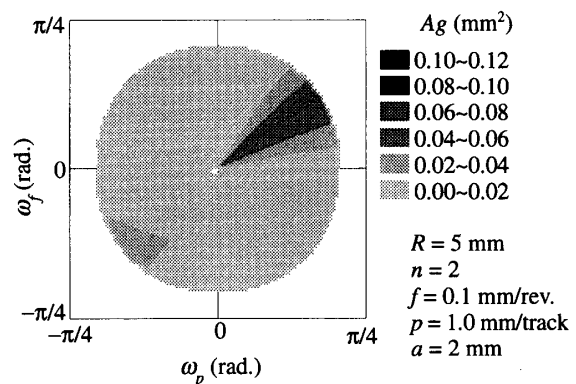 π/4
0
−π/4
ω_f (rad.)
−π/4
0
π/4
ω_p (rad.)
Ag (mm²)
0.10~0.12
0.08~0.10
0.06~0.08
0.04~0.06
0.02~0.04
0.00~0.02
R = 5 mm
n = 2
f = 0.1 mm/rev.
p = 1.0 mm/track
a = 2 mm